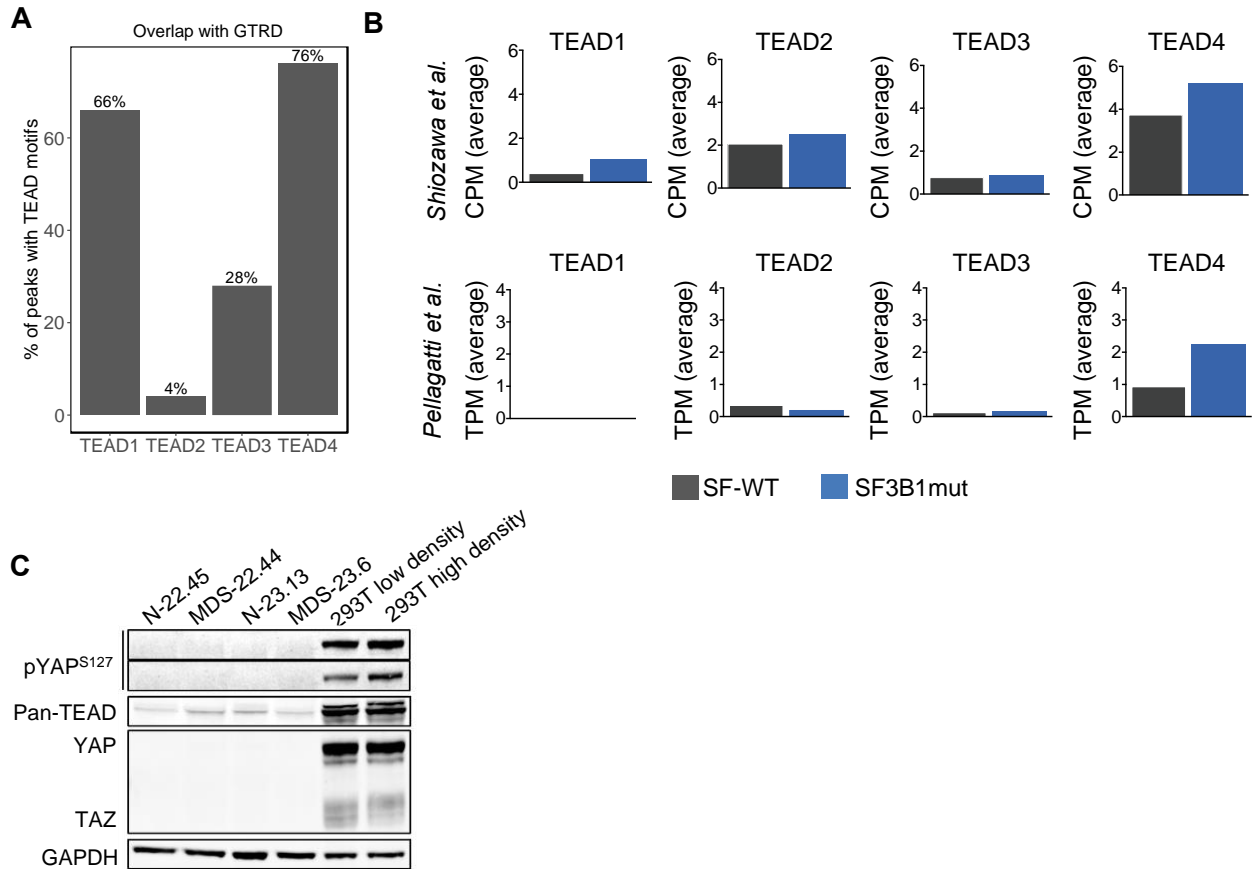 A
Overlap with GTRD
% of peaks with TEAD motifs
60
40
20
0
66%
4%
28%
76%
TEAD1 TEAD2 TEAD3 TEAD4
B
Shiozawa et al.
TEAD1
CPM (average)
6
4
2
0
TEAD2
CPM (average)
6
4
2
0
TEAD3
CPM (average)
6
4
2
0
TEAD4
CPM (average)
6
4
2
0
Pellagatti et al.
TEAD1
TPM (average)
4
3
2
1
0
TEAD2
TPM (average)
4
3
2
1
0
TEAD3
TPM (average)
4
3
2
1
0
TEAD4
TPM (average)
4
3
2
1
0
SF-WT SF3B1mut
C
N-22.45
MDS-22.44
N-23.13
MDS-23.6
293T low density
293T high density
pYAPS127
Pan-TEAD
YAP
TAZ
GAPDH